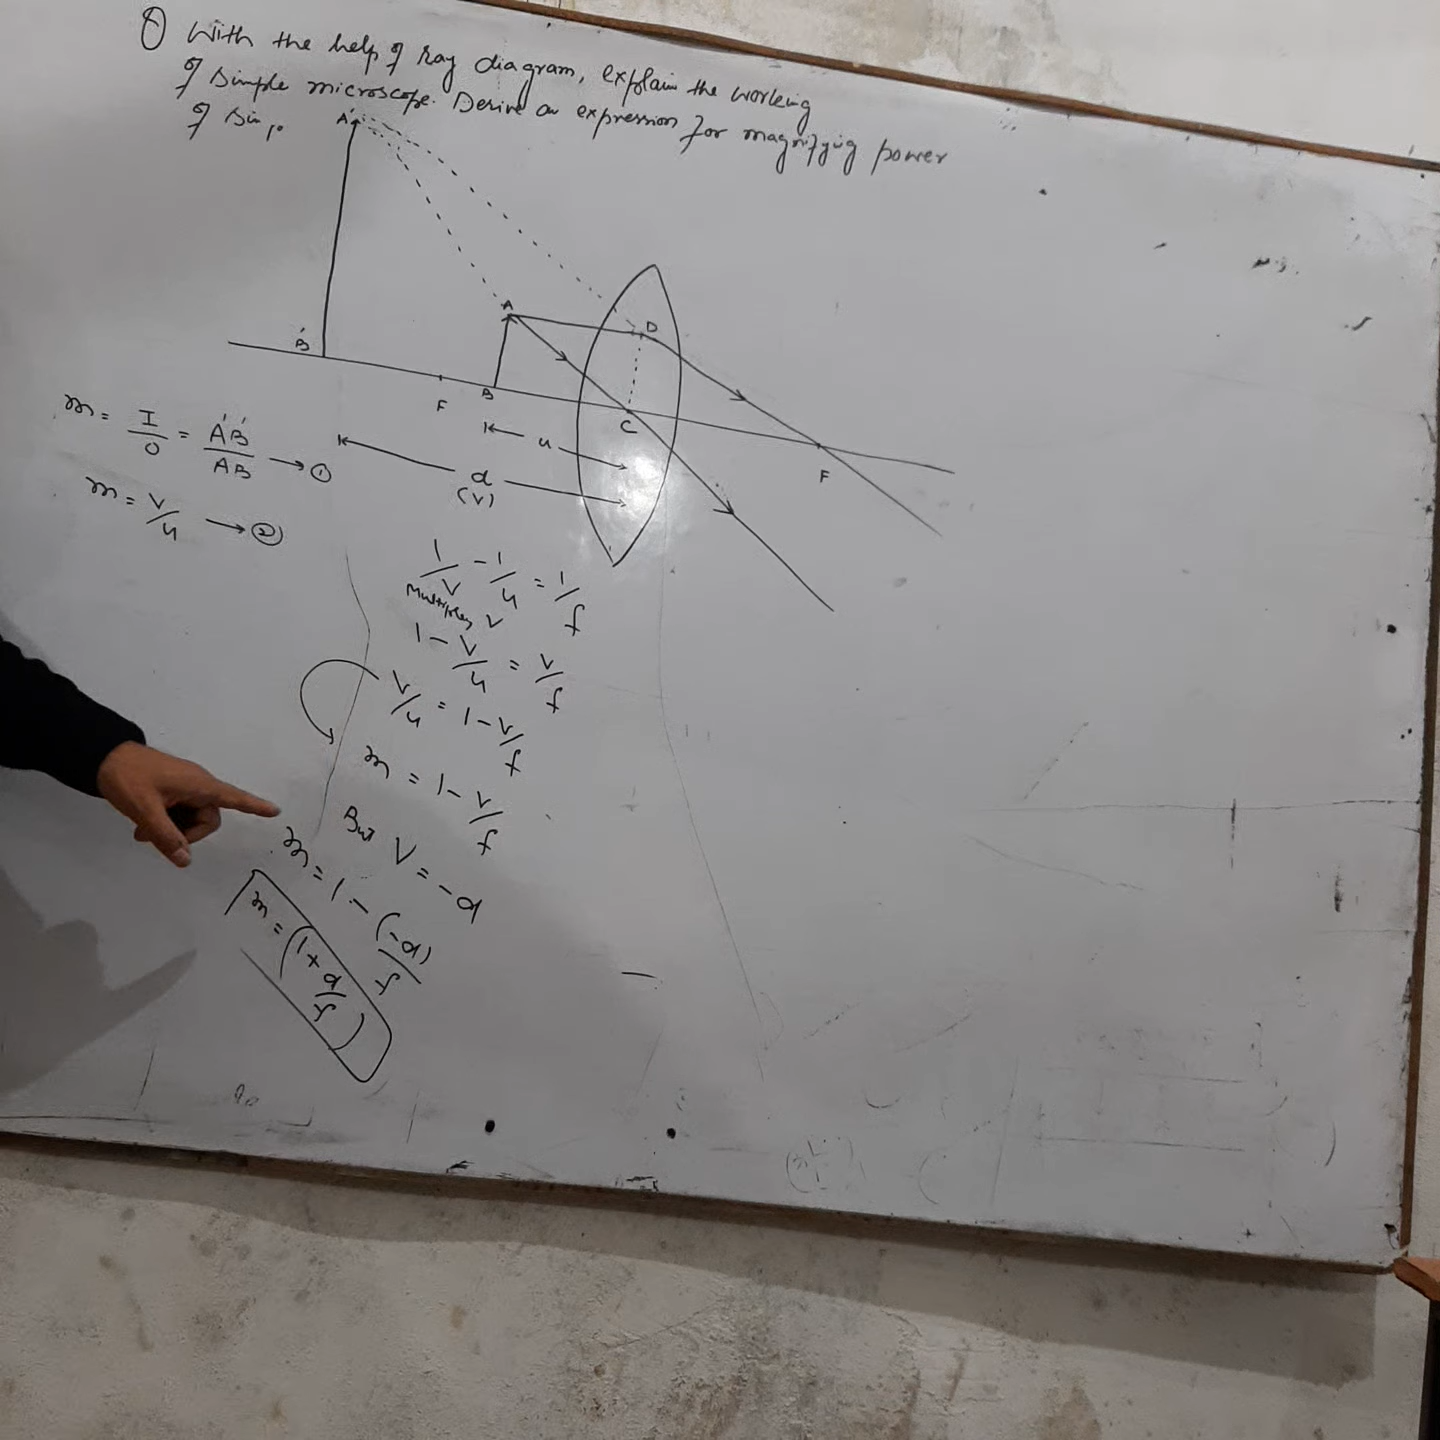 ① With the help of ray diagram, explain the working
of Simple microscope. Derive an expression for magnifying power
of Sim
A'
A
D
B'
F
B
C
F
u
d
(v)
m = I/O = A'B'/AB → ①
m = v/u → ②
1/v - 1/u = 1/f
v
1 - v/u = v/f
v/u = 1 - v/f
m = 1 - v/f
But v = -d
m = 1 - (-d)/f
m = (1 + d/f)